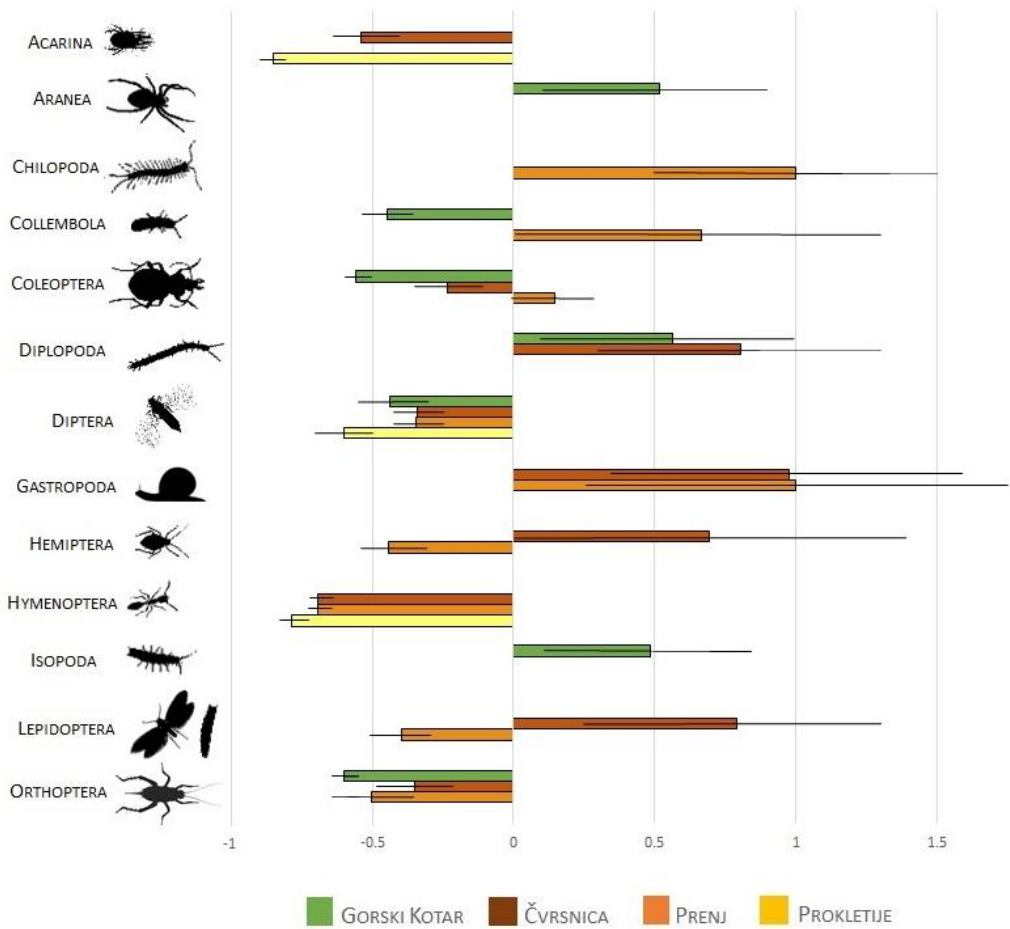 ACARINA
ARANEA
CHILOPODA
COLLEMBOLA
COLEOPTERA
DIPLOPODA
DIPTERA
GASTROPODA
HEMIPTERA
HYMENOPTERA
ISOPODA
LEPIDOPTERA
ORTHOPTERA
-1 -0.5 0 0.5 1 1.5
GORSKI KOTAR ČVRSNICA PRENJ PROKLETIJE